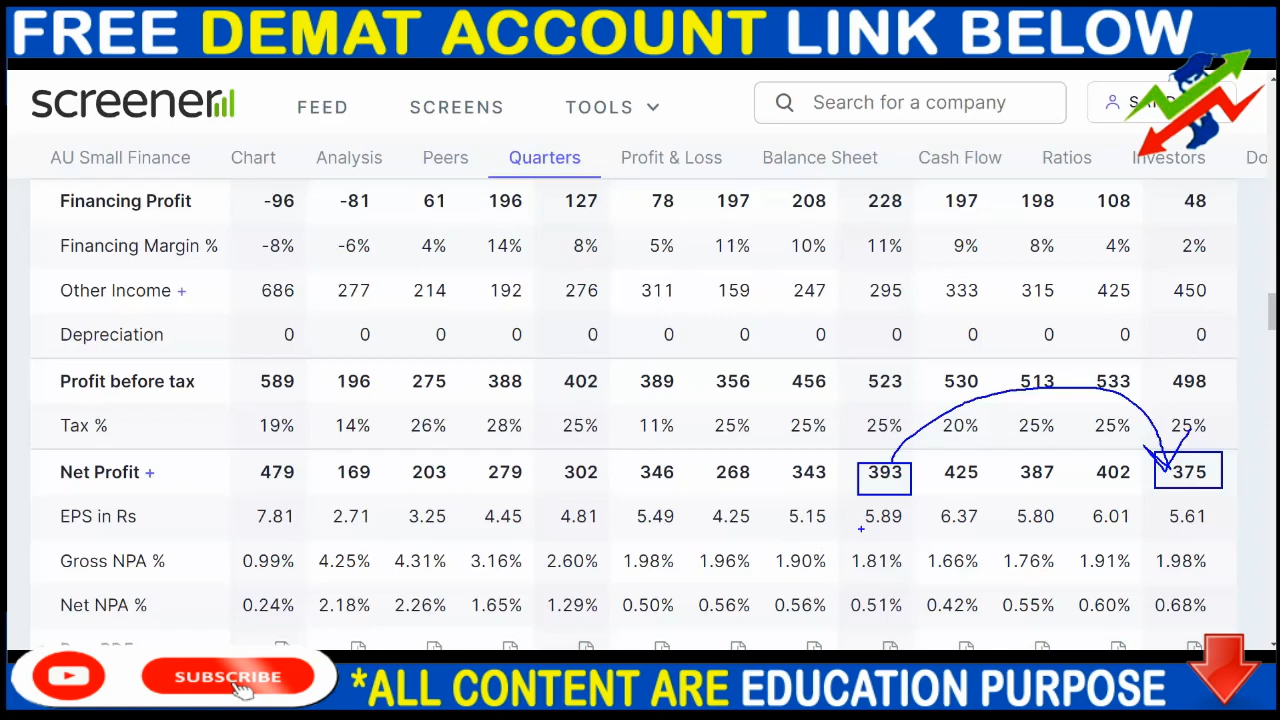 FREE DEMAT ACCOUNT LINK BELOW
screener FEED SCREENS TOOLS Search for a company
AU Small Finance Chart Analysis Peers Quarters Profit & Loss Balance Sheet Cash Flow Ratios Investors Do
Financing Profit -96 -81 61 196 127 78 197 208 228 197 198 108 48
Financing Margin % -8% -6% 4% 14% 8% 5% 11% 10% 11% 9% 8% 4% 2%
Other Income + 686 277 214 192 276 311 159 247 295 333 315 425 450
Depreciation 0 0 0 0 0 0 0 0 0 0 0 0 0
Profit before tax 589 196 275 388 402 389 356 456 523 530 513 533 498
Tax % 19% 14% 26% 28% 25% 11% 25% 25% 25% 20% 25% 25% 25%
Net Profit + 479 169 203 279 302 346 268 343 393 425 387 402 375
EPS in Rs 7.81 2.71 3.25 4.45 4.81 5.49 4.25 5.15 5.89 6.37 5.80 6.01 5.61
Gross NPA % 0.99% 4.25% 4.31% 3.16% 2.60% 1.98% 1.96% 1.90% 1.81% 1.66% 1.76% 1.91% 1.98%
Net NPA % 0.24% 2.18% 2.26% 1.65% 1.29% 0.50% 0.56% 0.56% 0.51% 0.42% 0.55% 0.60% 0.68%
SUBSCRIBE *ALL CONTENT ARE EDUCATION PURPOSE